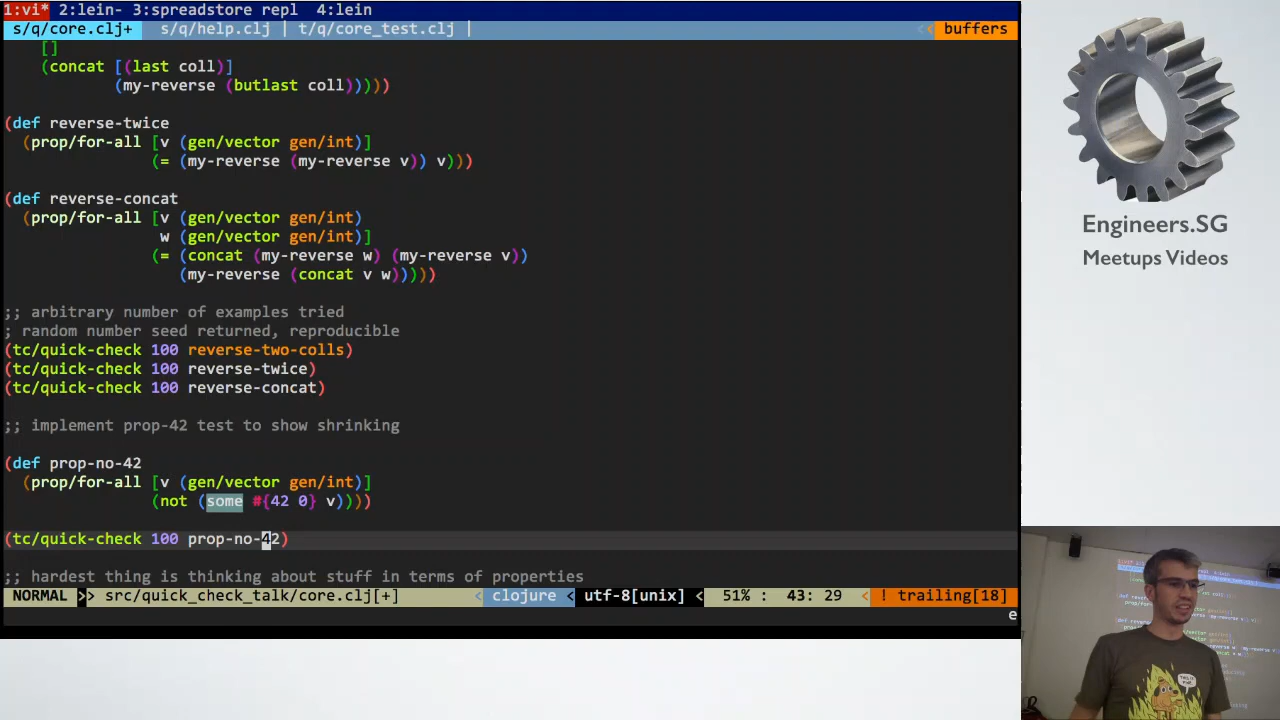 1:vi* 2:lein- 3:spreadstore repl 4:lein
s/q/core.clj+ s/q/help.clj | t/q/core_test.clj | buffers
[]
(concat [(last coll)]
(my-reverse (butlast coll)))))
(def reverse-twice
(prop/for-all [v (gen/vector gen/int)]
(= (my-reverse (my-reverse v)) v)))
(def reverse-concat
(prop/for-all [v (gen/vector gen/int)
w (gen/vector gen/int)]
(= (concat (my-reverse w) (my-reverse v))
(my-reverse (concat v w)))))
;; arbitrary number of examples tried
; random number seed returned, reproducible
(tc/quick-check 100 reverse-two-colls)
(tc/quick-check 100 reverse-twice)
(tc/quick-check 100 reverse-concat)
;; implement prop-42 test to show shrinking
(def prop-no-42
(prop/for-all [v (gen/vector gen/int)]
(not (some #{42 0} v))))
(tc/quick-check 100 prop-no-42)
;; hardest thing is thinking about stuff in terms of properties
NORMAL >> src/quick_check_talk/core.clj[+] < clojure < utf-8[unix] < 51% : 43: 29 < ! trailing[18]
e
Engineers.SG
Meetups Videos